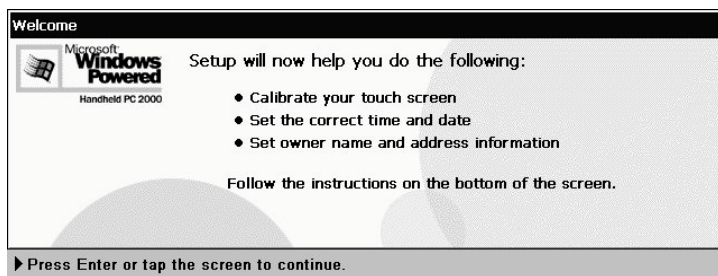 Welcome
Microsoft
Windows
Powered
Handheld PC 2000
Setup will now help you do the following:
● Calibrate your touch screen
● Set the correct time and date
● Set owner name and address information
Follow the instructions on the bottom of the screen.
Press Enter or tap the screen to continue.